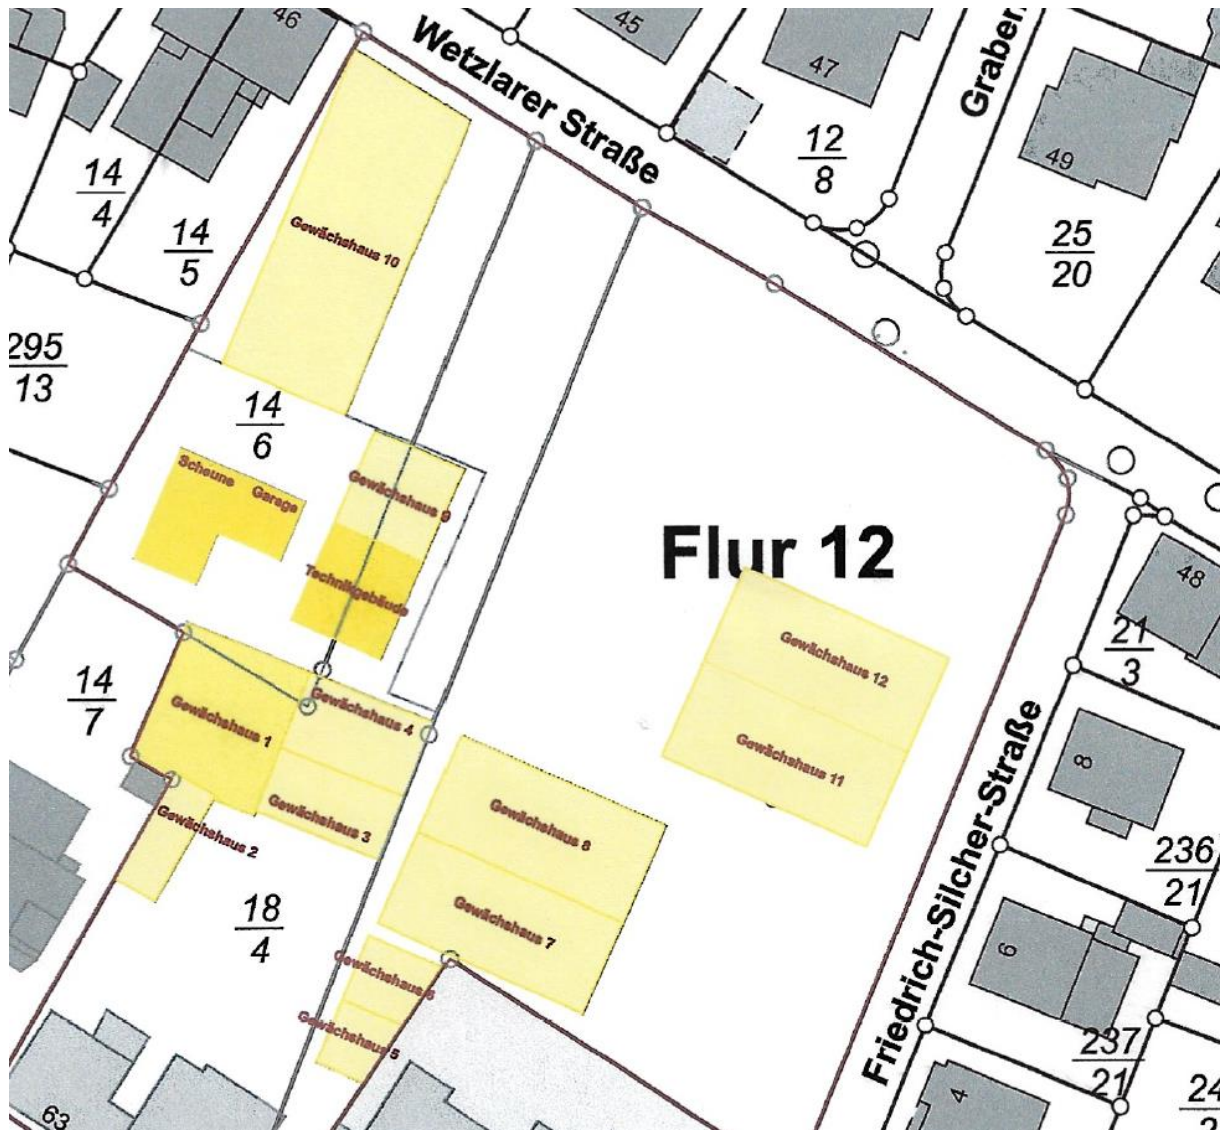 46
45
Wetzlarer Straße
47
Graber
49
12
8
14
4
14
5
25
20
Gewächshaus 10
295
13
14
6
Scheune
Garage
Gewächshaus 9
Flur 12
Technikgebäude
48
21
3
Gewächshaus 12
14
7
Gewächshaus 1
Gewächshaus 4
Gewächshaus 11
8
Gewächshaus 3
Gewächshaus 8
Gewächshaus 2
Friedrich-Silcher-Straße
236
21
18
4
Gewächshaus 7
6
Gewächshaus 6
Gewächshaus 5
237
21
24
2
4
63